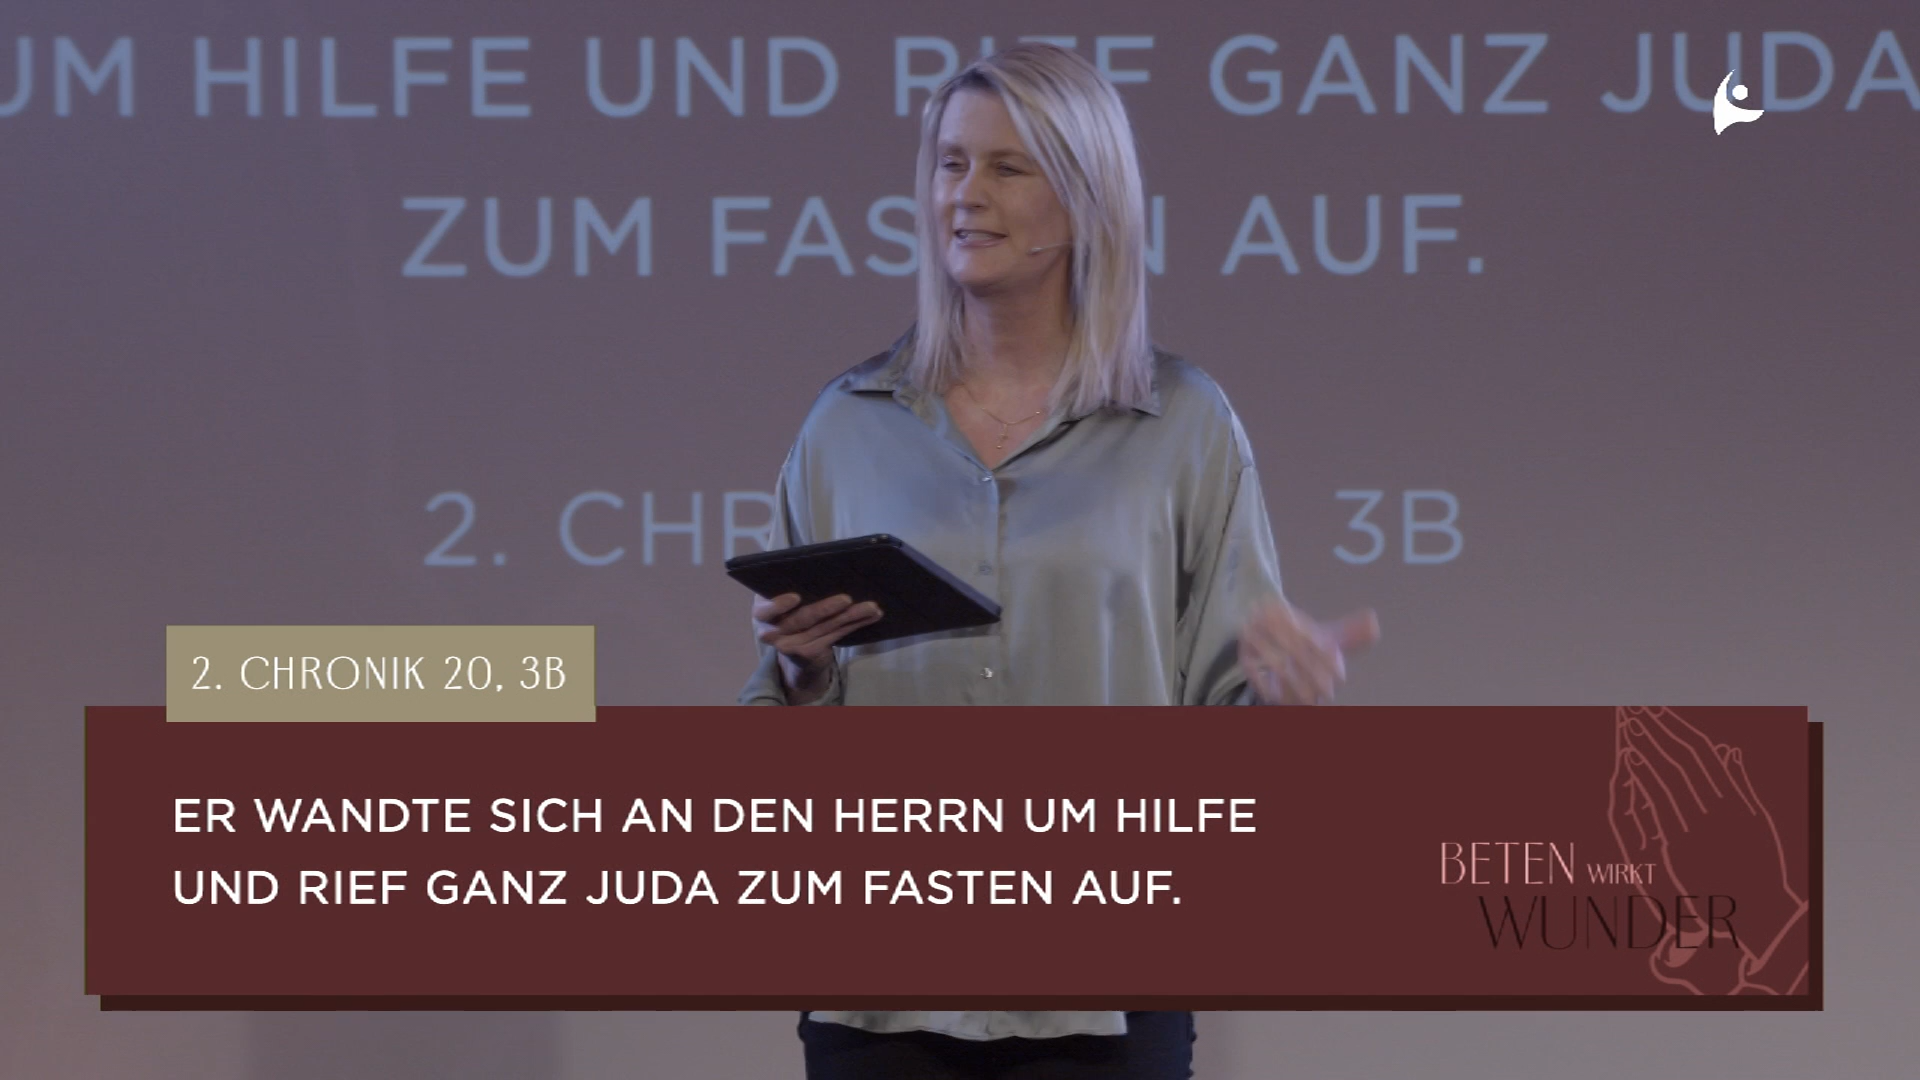 UM HILFE UND RIEF GANZ JUDA
ZUM FASTEN AUF.
2. CHR 3B
2. CHRONIK 20, 3B
ER WANDTE SICH AN DEN HERRN UM HILFE
UND RIEF GANZ JUDA ZUM FASTEN AUF.
BETEN WIRKT
WUNDER